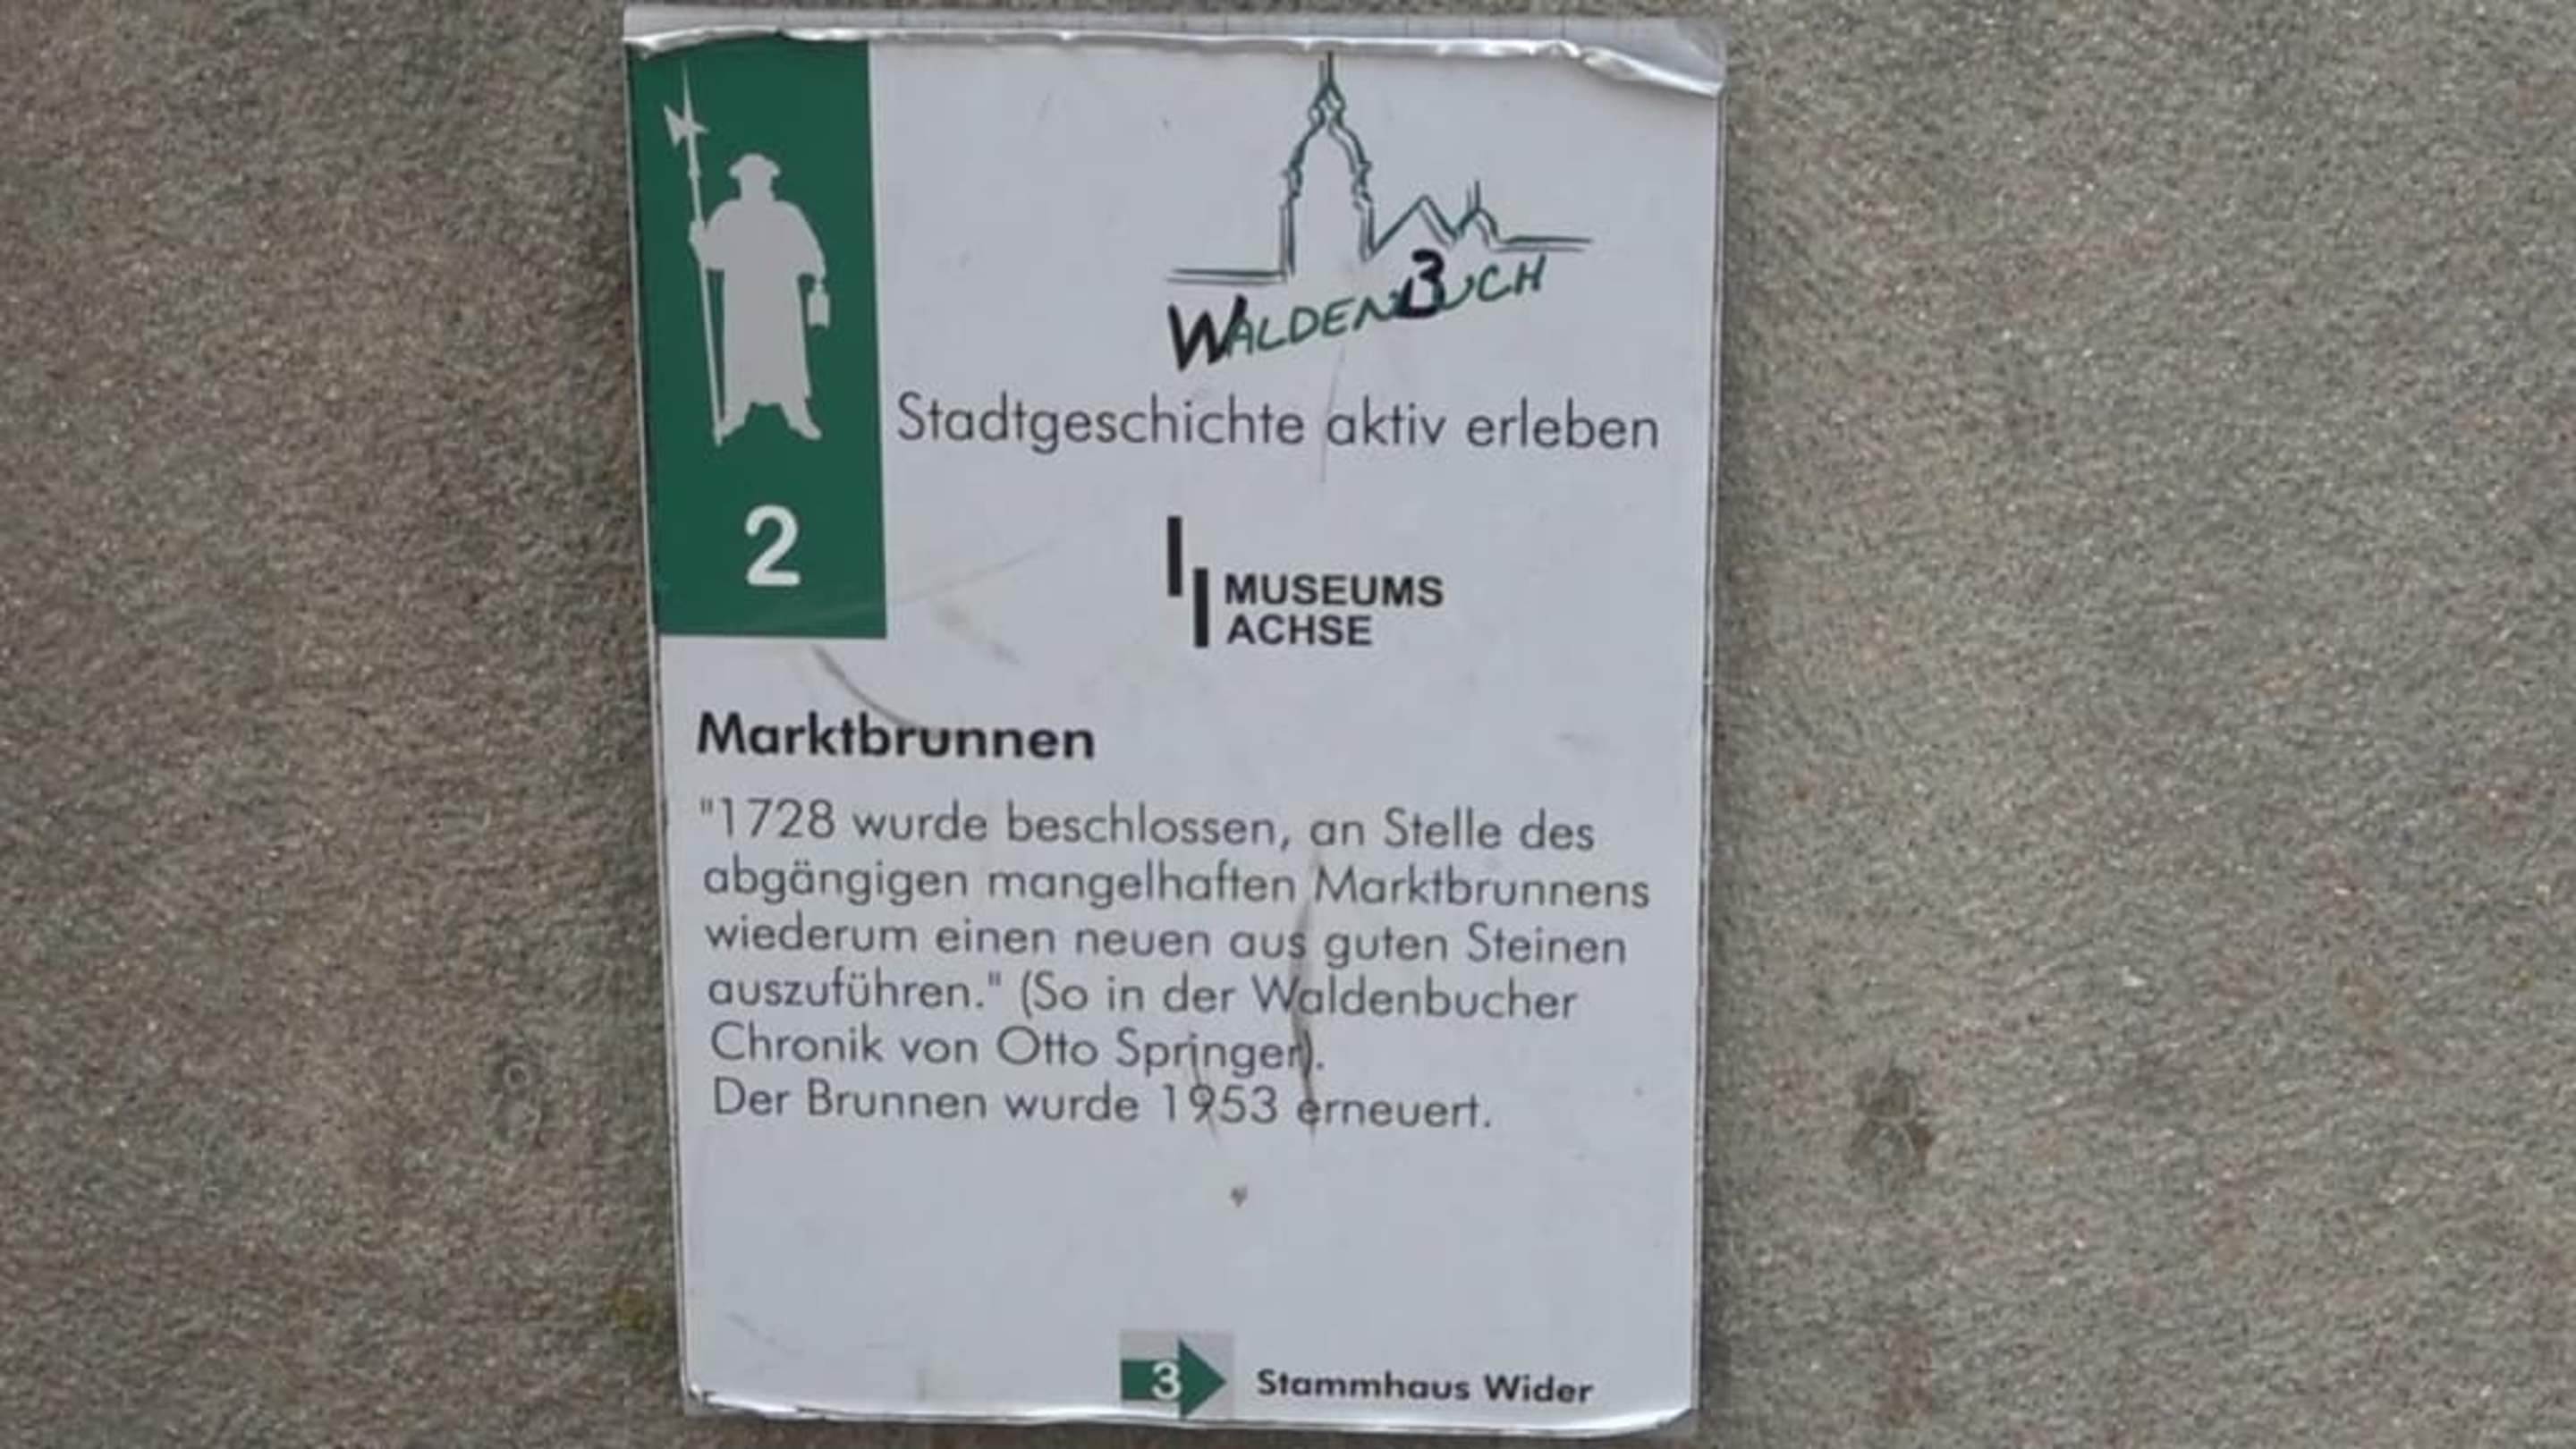 WALDENBUCH
Stadtgeschichte aktiv erleben
2
MUSEUMS
ACHSE
Marktbrunnen
"1728 wurde beschlossen, an Stelle des
abgängigen mangelhaften Marktbrunnens
wiederum einen neuen aus guten Steinen
auszuführen." (So in der Waldenbucher
Chronik von Otto Springer).
Der Brunnen wurde 1953 erneuert.
3 Stammhaus Wider